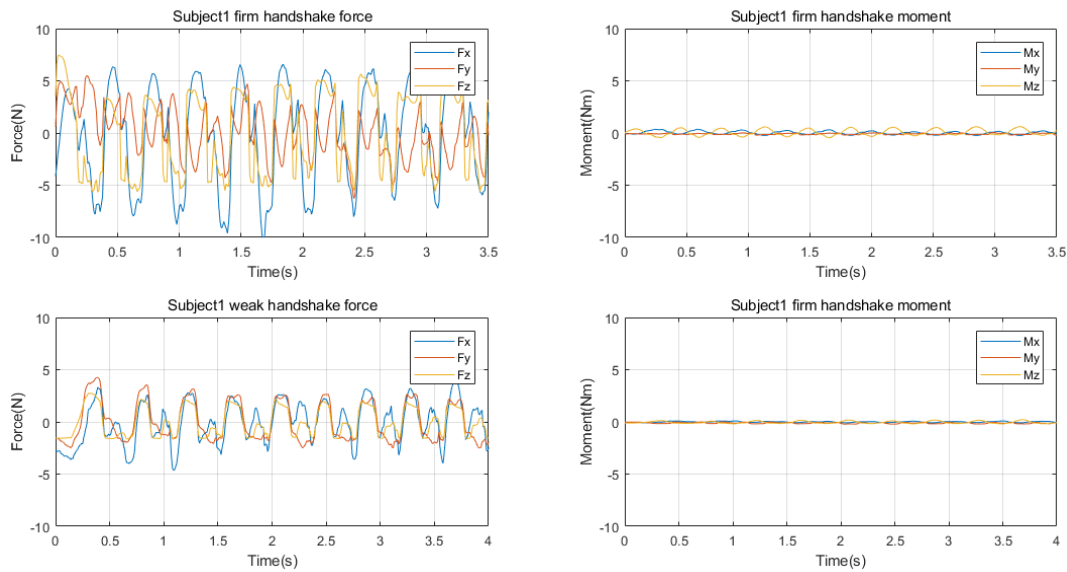 Subject1 firm handshake force
10
5
0
-5
-10
Force(N)
0 0.5 1 1.5 2 2.5 3 3.5
Time(s)
Fx
Fy
Fz
Subject1 firm handshake moment
10
5
0
-5
-10
Moment(Nm)
0 0.5 1 1.5 2 2.5 3 3.5
Time(s)
Mx
My
Mz
Subject1 weak handshake force
10
5
0
-5
-10
Force(N)
0 0.5 1 1.5 2 2.5 3 3.5 4
Time(s)
Fx
Fy
Fz
Subject1 firm handshake moment
10
5
0
-5
-10
Moment(Nm)
0 0.5 1 1.5 2 2.5 3 3.5 4
Time(s)
Mx
My
Mz